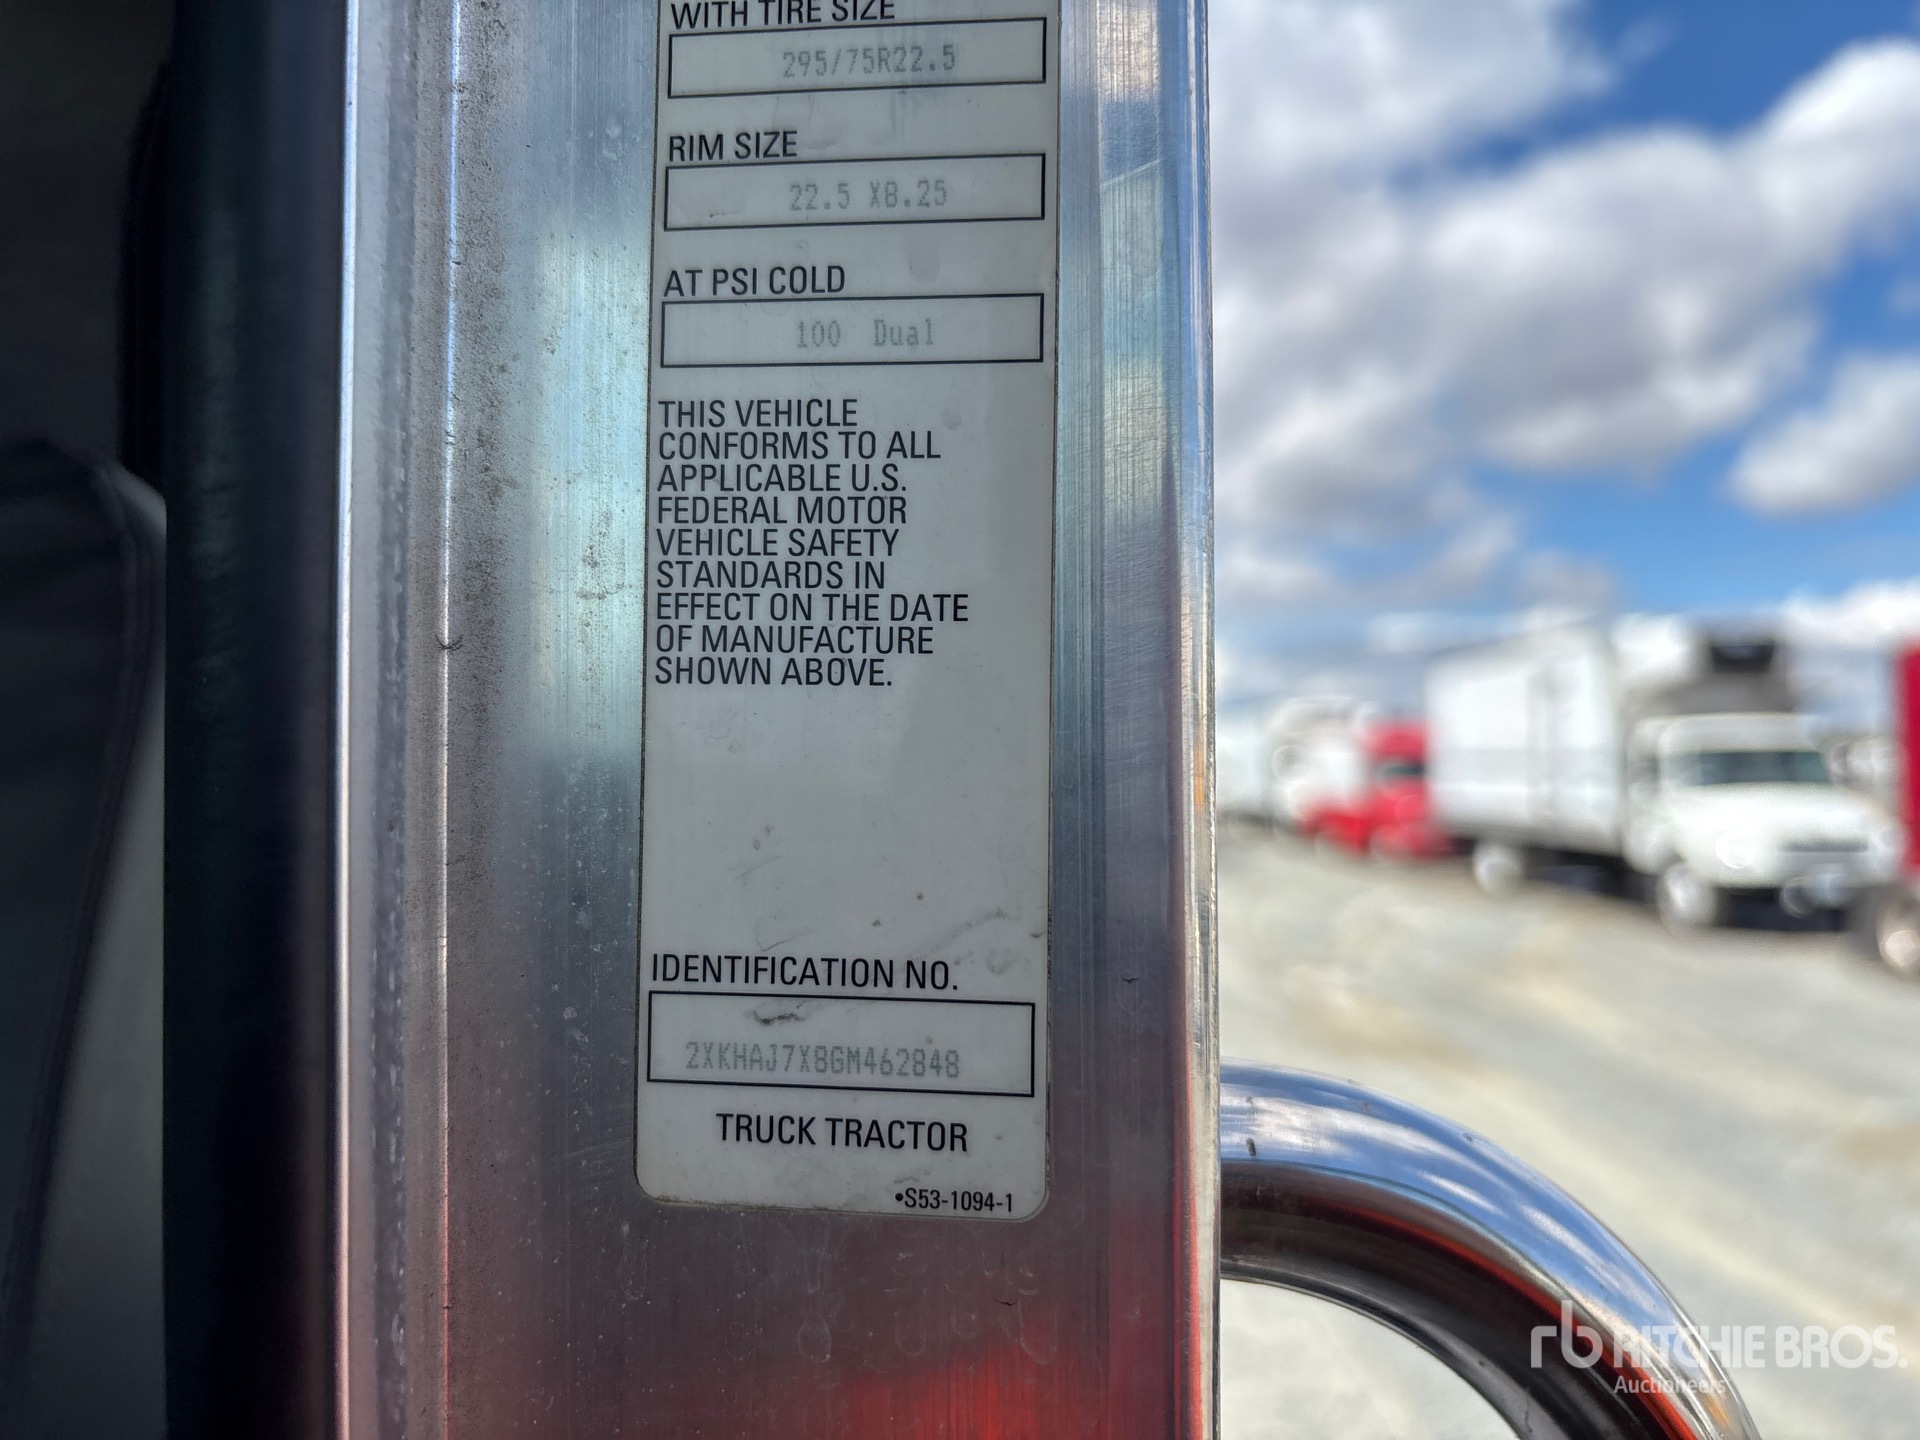 WITH TIRE SIZE
295/75R22.5
RIM SIZE
22.5 X8.25
AT PSI COLD
100 Dual
THIS VEHICLE
CONFORMS TO ALL
APPLICABLE U.S.
FEDERAL MOTOR
VEHICLE SAFETY
STANDARDS IN
EFFECT ON THE DATE
OF MANUFACTURE
SHOWN ABOVE.
IDENTIFICATION NO.
2XKHAJ7X8GM462848
TRUCK TRACTOR
•S53-1094-1
rb RITCHIE BROS.
Auctioneers